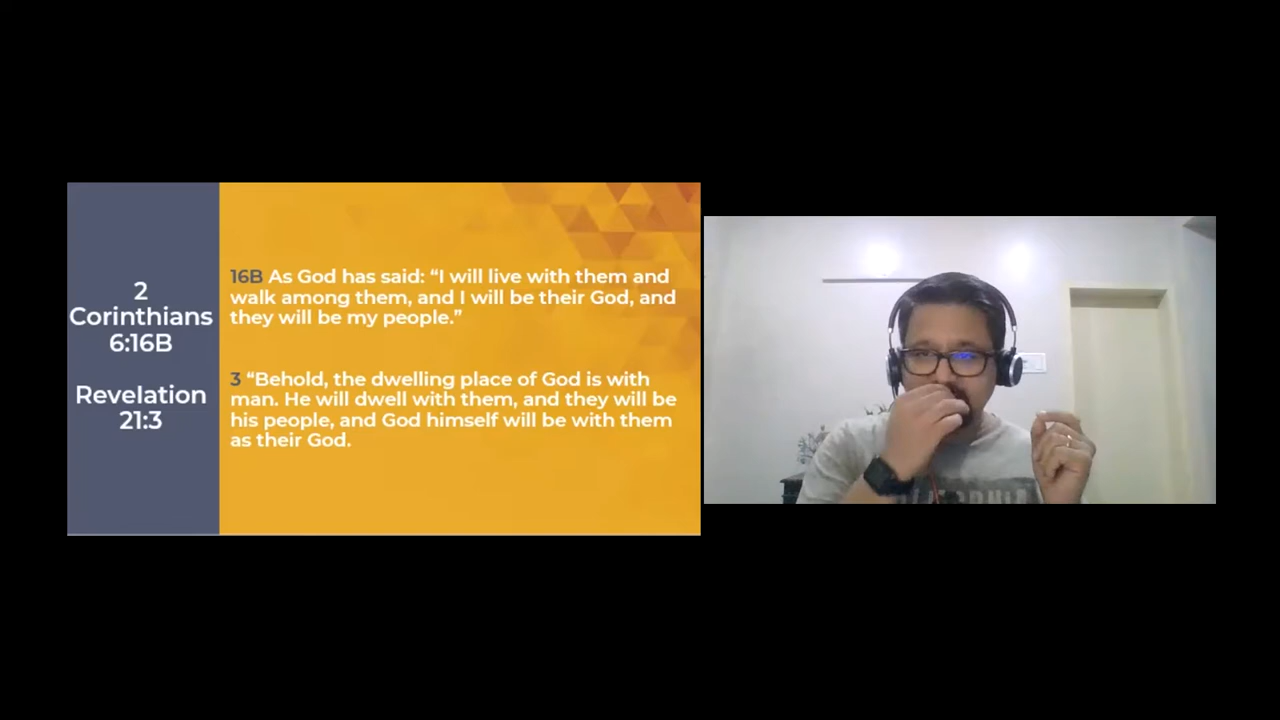 2
Corinthians
6:16B
Revelation
21:3
16B As God has said: “I will live with them and
walk among them, and I will be their God, and
they will be my people.”
3 “Behold, the dwelling place of God is with
man. He will dwell with them, and they will be
his people, and God himself will be with them
as their God.